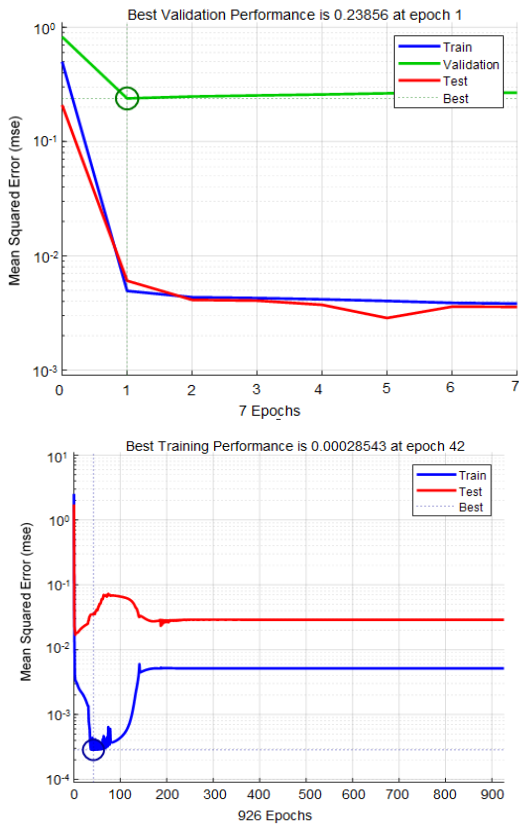 Best Validation Performance is 0.23856 at epoch 1
Mean Squared Error (mse)
10^0
10^-1
10^-2
10^-3
Train
Validation
Test
Best
0 1 2 3 4 5 6 7
7 Epochs
Best Training Performance is 0.00028543 at epoch 42
Mean Squared Error (mse)
10^1
10^0
10^-1
10^-2
10^-3
10^-4
Train
Test
Best
0 100 200 300 400 500 600 700 800 900
926 Epochs